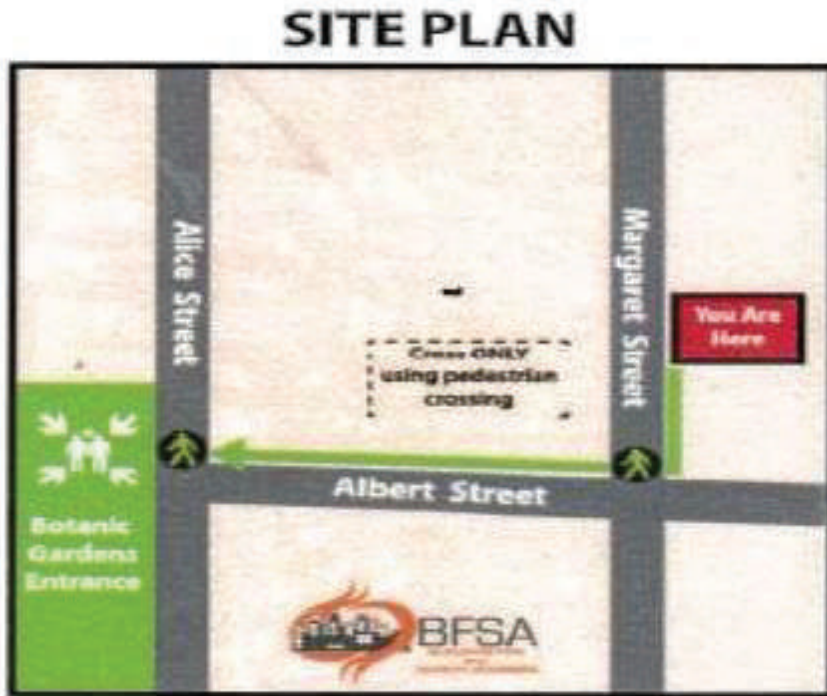 SITE PLAN
Alice Street
Margaret Street
You Are
Here
Cross ONLY
using pedestrian
crossing
Albert Street
Botanic
Gardens
Entrance
BFSA